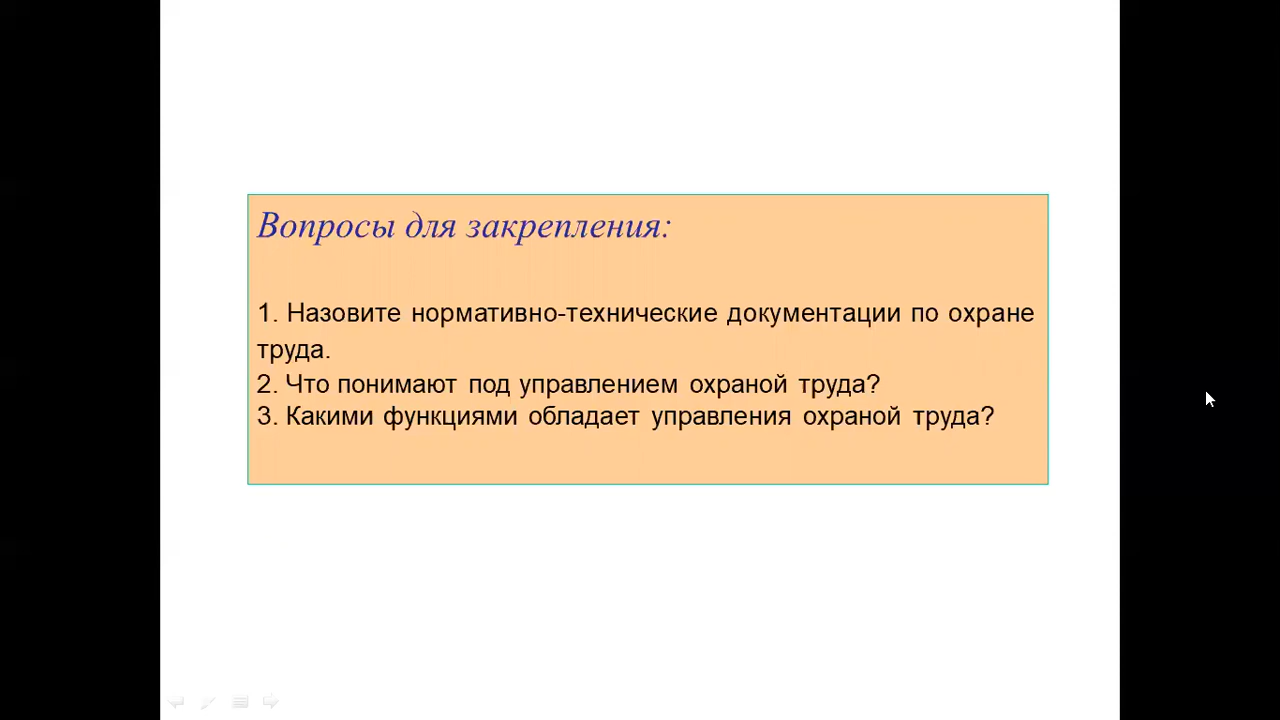 Вопросы для закрепления:
1. Назовите нормативно-технические документации по охране
труда.
2. Что понимают под управлением охраной труда?
3. Какими функциями обладает управления охраной труда?